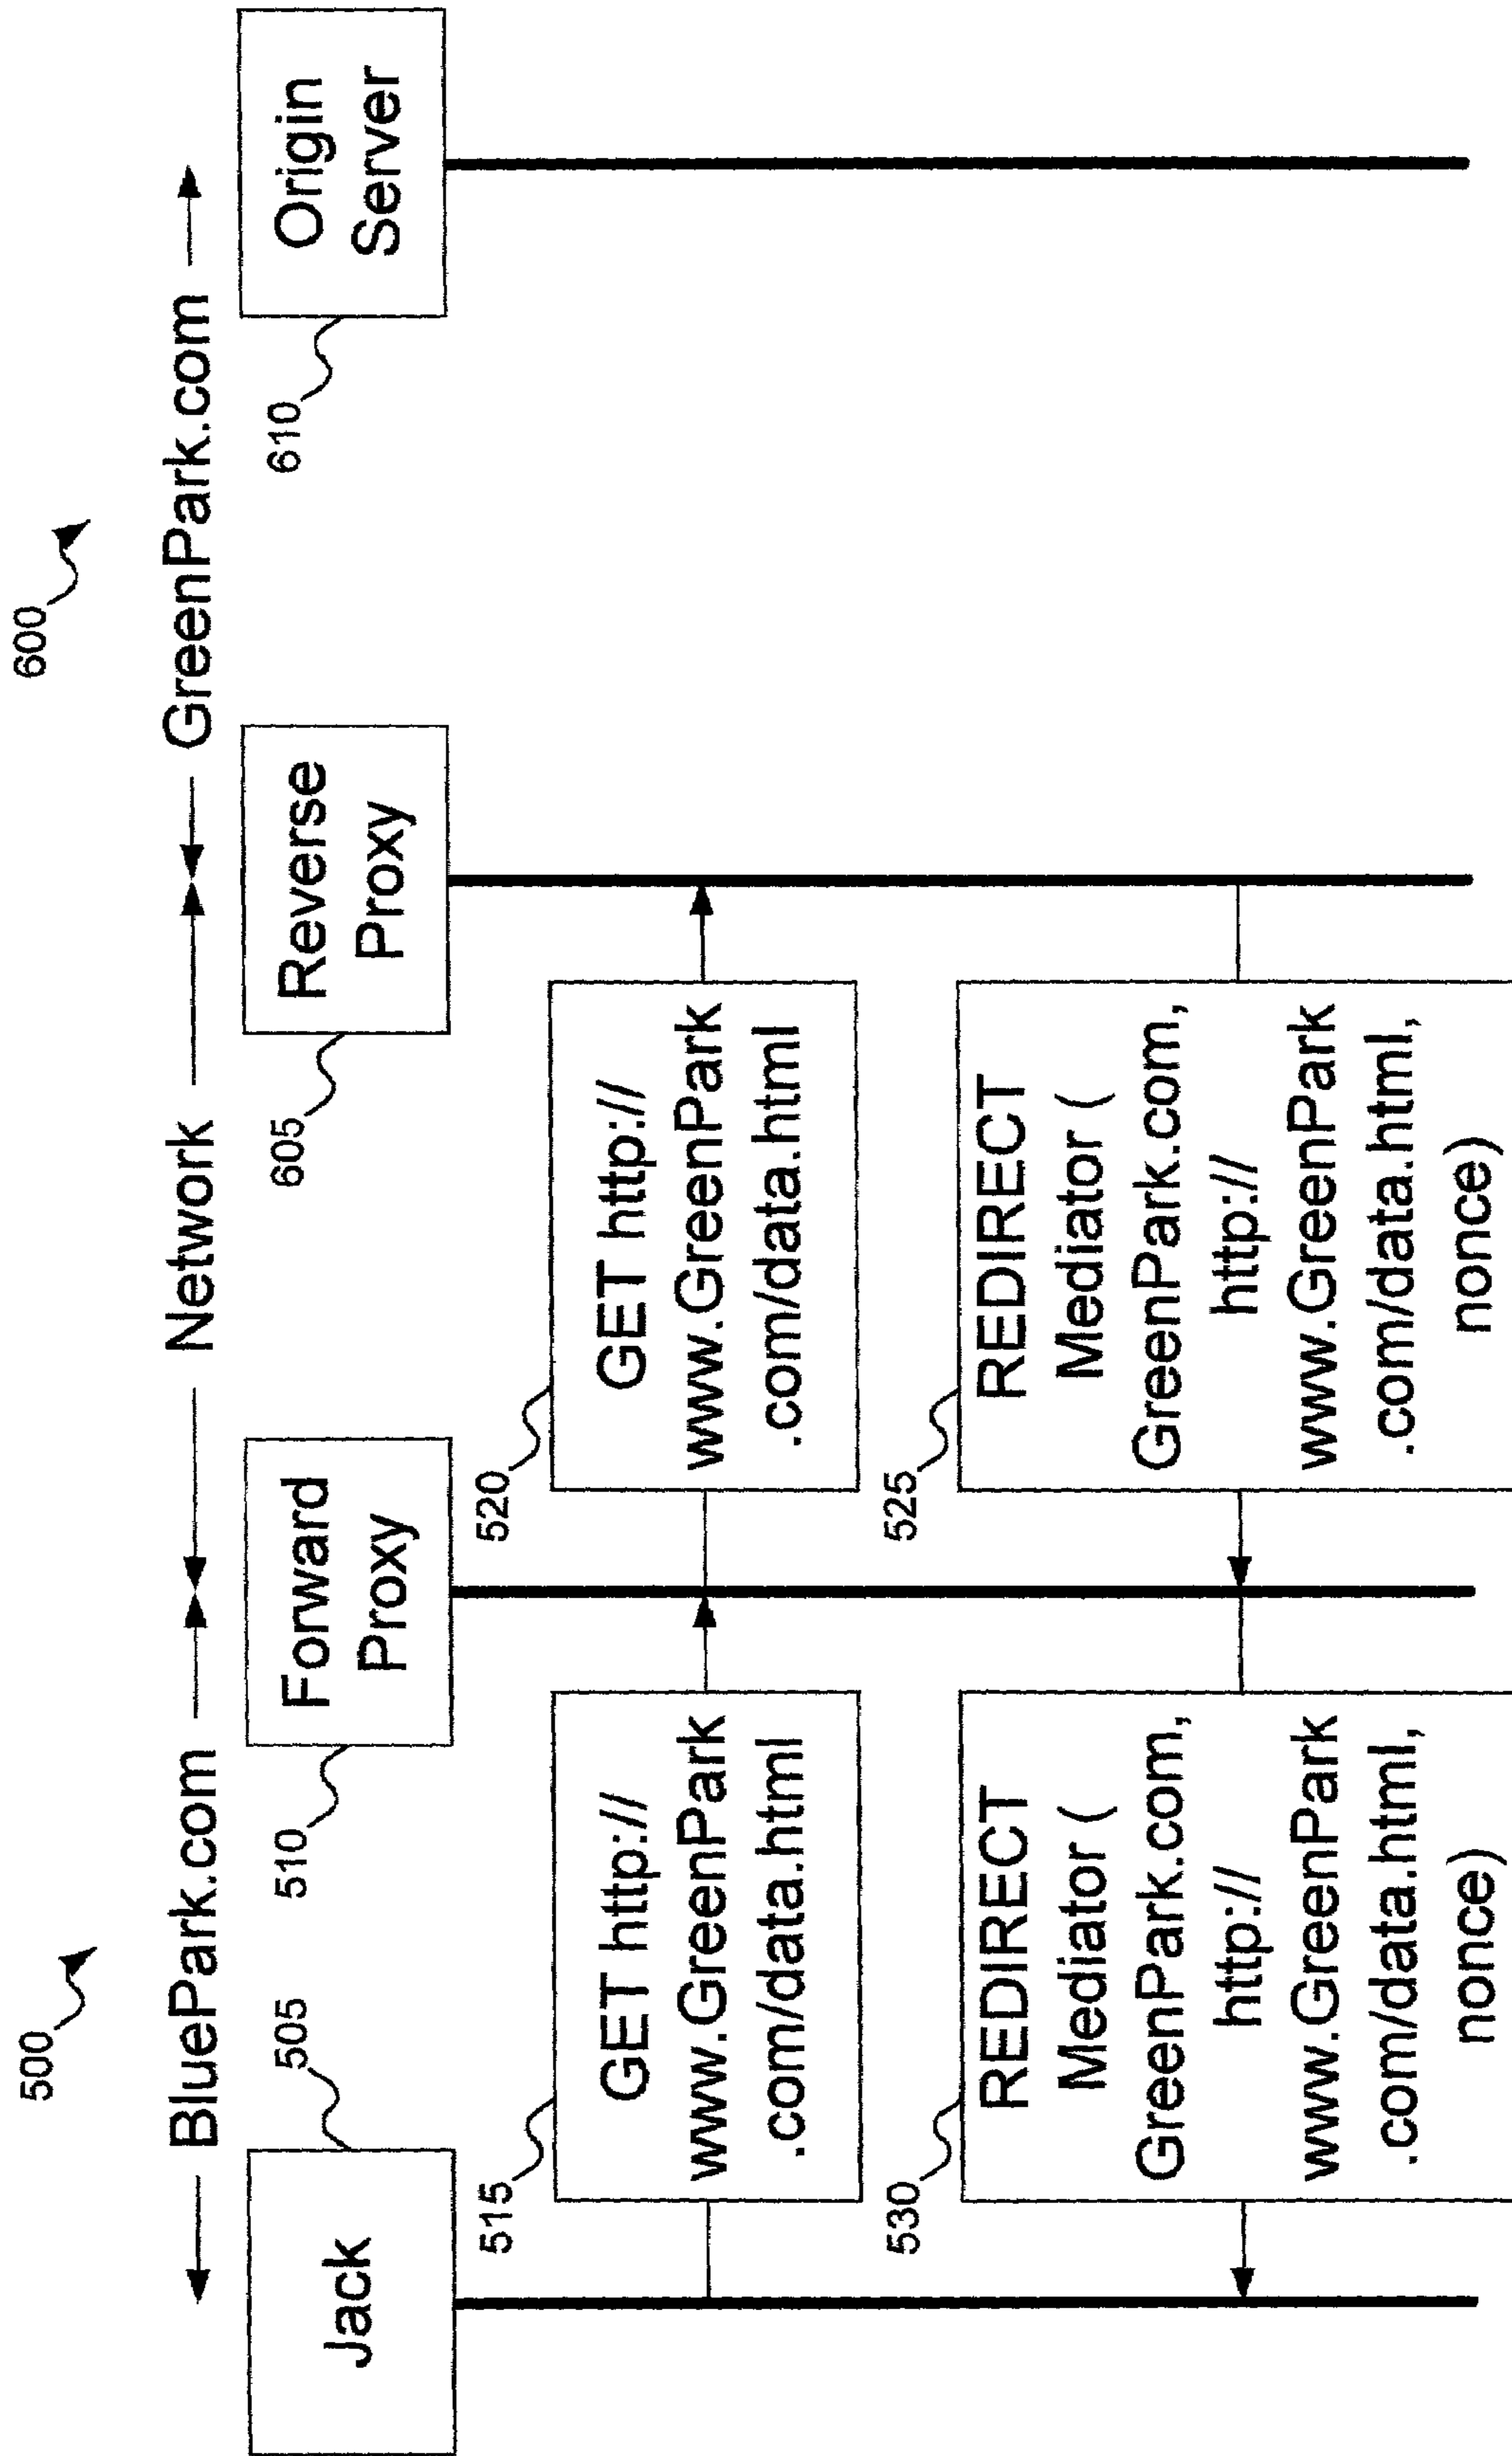 500
600
BluePark.com
Network
GreenPark.com
Jack
505
Forward
Proxy
510
Reverse
Proxy
605
Origin
Server
610
515
GET http://
www.GreenPark
.com/data.html
520
GET http://
www.GreenPark
.com/data.html
530
REDIRECT
Mediator (
GreenPark.com,
http://
www.GreenPark
.com/data.html,
nonce)
525
REDIRECT
Mediator (
GreenPark.com,
http://
www.GreenPark
.com/data.html,
nonce)